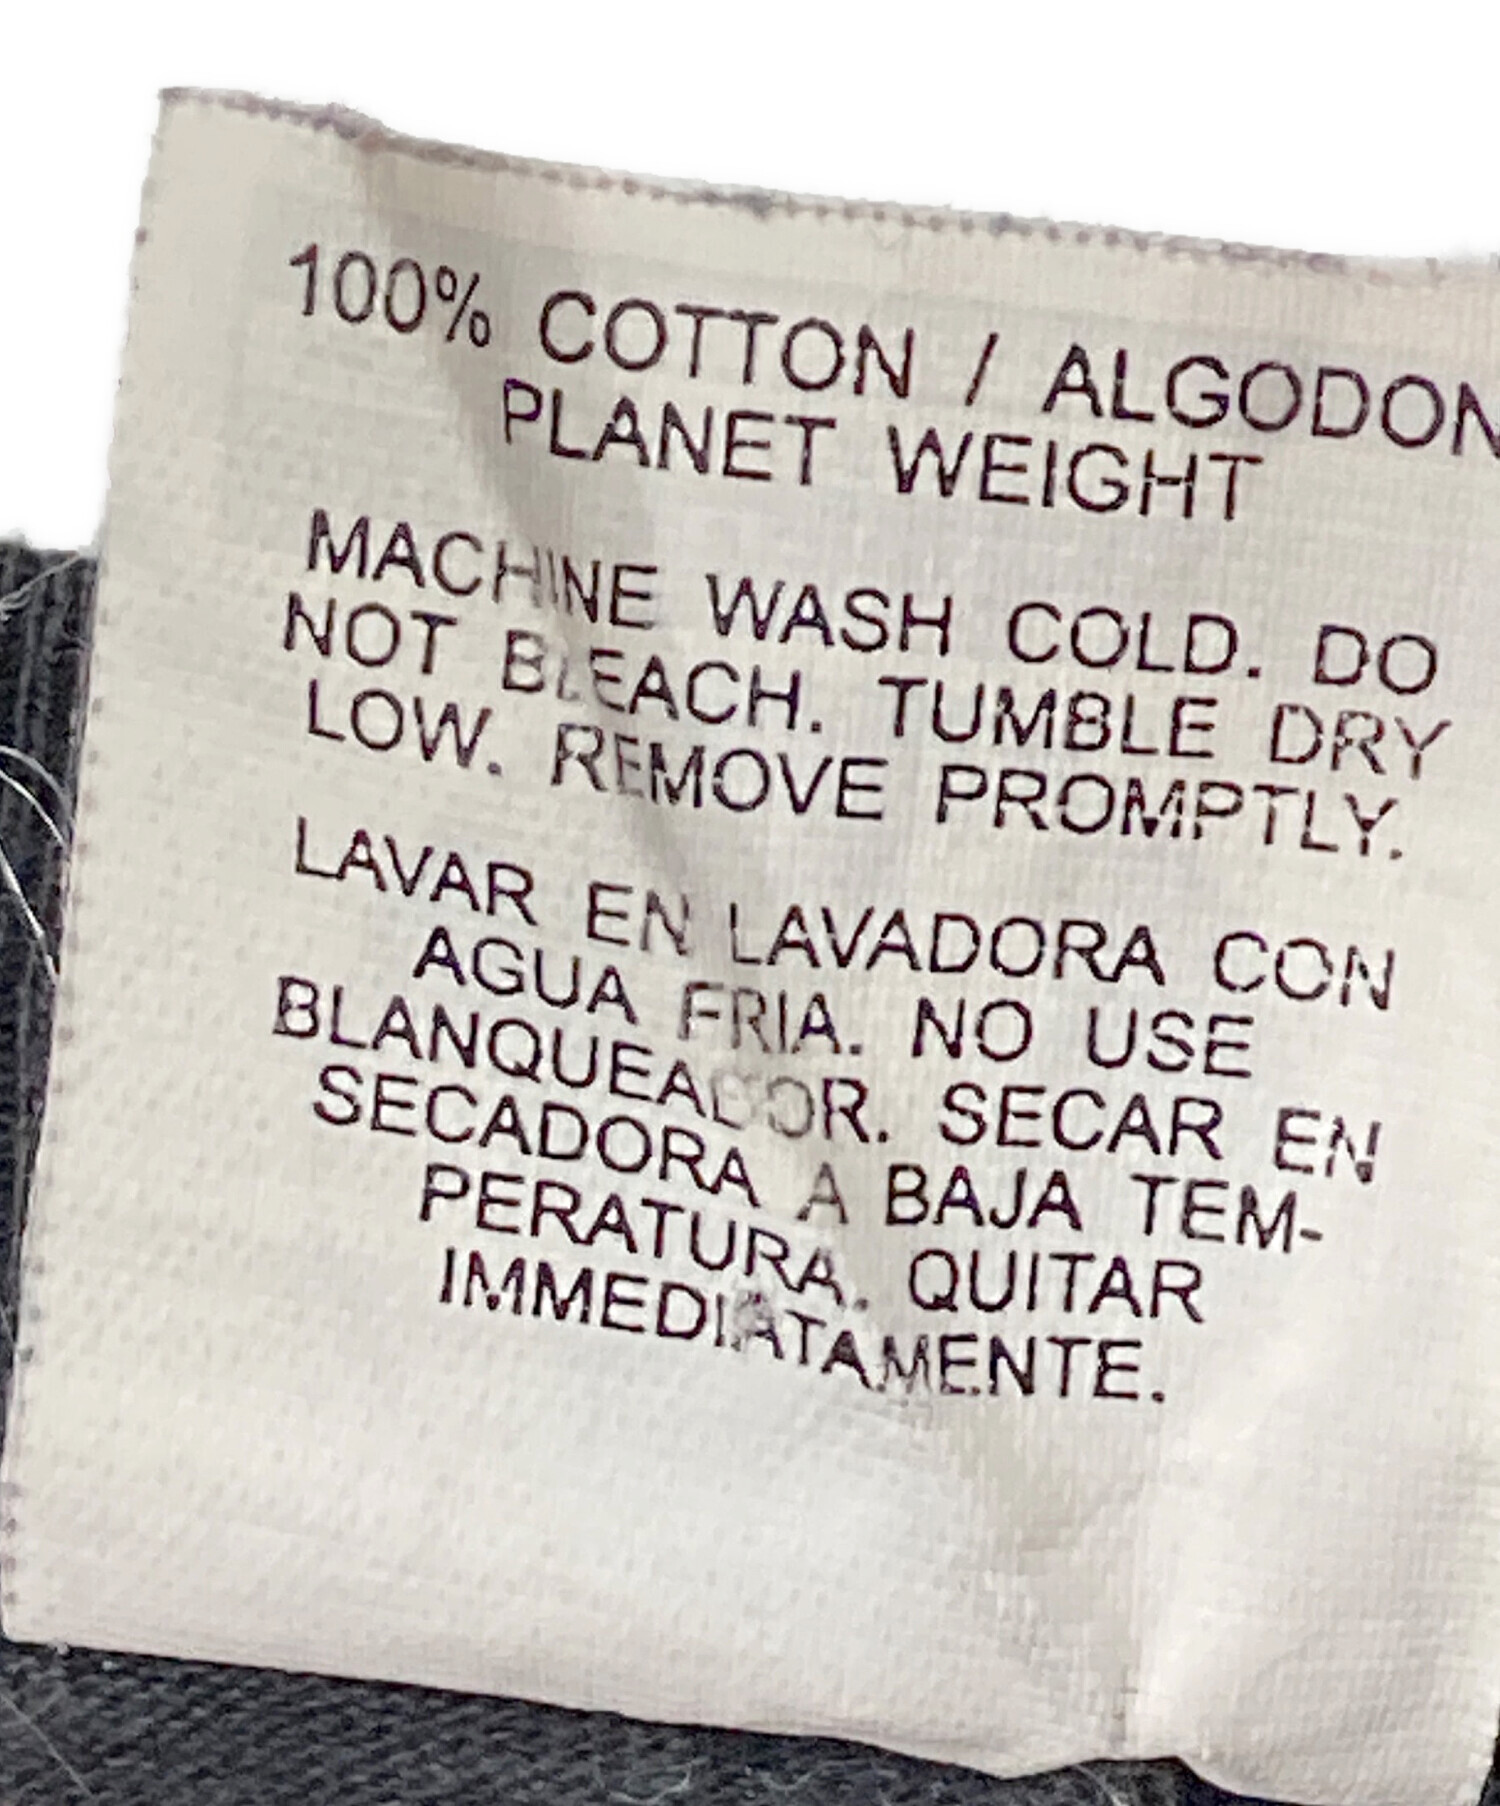 100% COTTON / ALGODON
PLANET WEIGHT
MACHINE WASH COLD. DO
NOT BLEACH. TUMBLE DRY
LOW. REMOVE PROMPTLY.
LAVAR EN LAVADORA CON
AGUA FRIA. NO USE
BLANQUEADOR. SECAR EN
SECADORA A BAJA TEM-
PERATURA. QUITAR
IMMEDIATAMENTE.